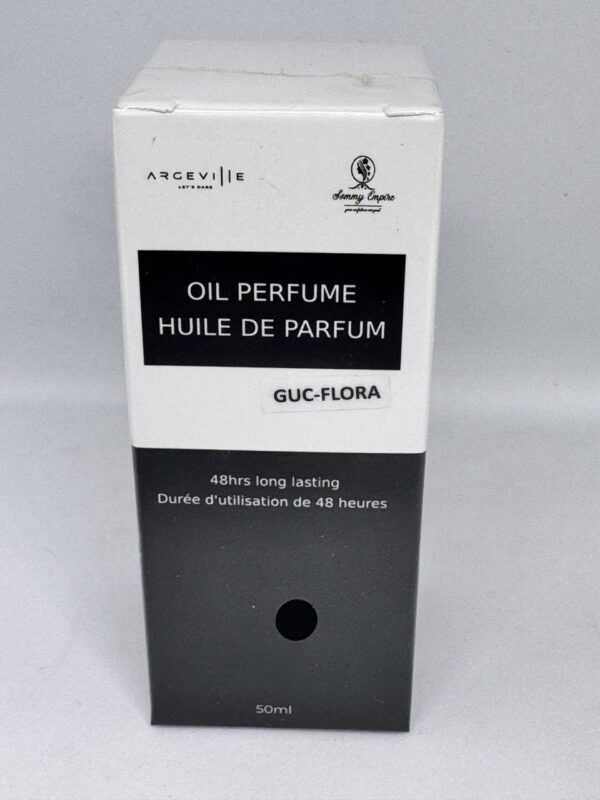 ARGEVILLE
LET'S DARE
Sommy Empire
OIL PERFUME
HUILE DE PARFUM
GUC-FLORA
48hrs long lasting
Durée d'utilisation de 48 heures
50ml